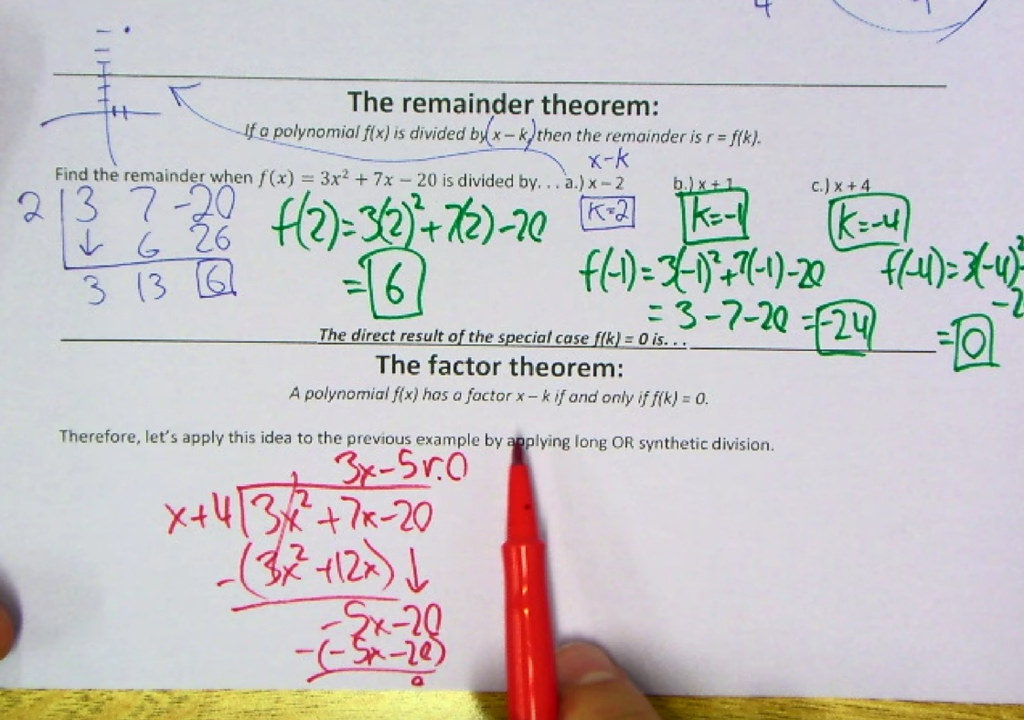 4
The remainder theorem:
If a polynomial f(x) is divided by (x – k) then the remainder is r = f(k).
x-k
Find the remainder when f(x) = 3x² + 7x − 20 is divided by. . . a.) x – 2 b.) x + 1 c.) x + 4
2 3 7 -20
↓ 6 26
3 13 6
f(2)=3(2)²+7(2)-20
= 6
K=2
K=-1
K=-4
f(-1)=3(-1)²+7(-1)-20
= 3-7-20 = -24
f(-4)=3(-4)²
-2
= 0
The direct result of the special case f(k) = 0 is. . .
The factor theorem:
A polynomial f(x) has a factor x – k if and only if f(k) = 0.
Therefore, let's apply this idea to the previous example by applying long OR synthetic division.
3x-5 r.0
x+4 3x²+7x-20
-(3x²+12x) ↓
-5x-20
-(-5x-20)
0